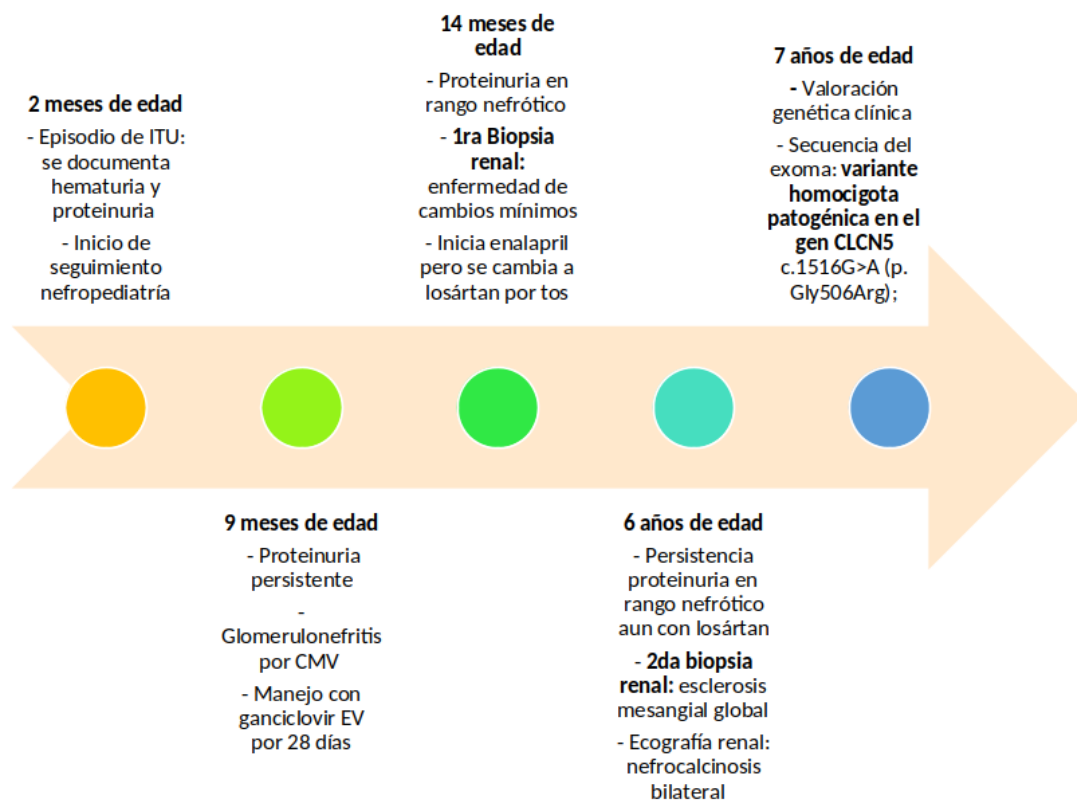 2 meses de edad
- Episodio de ITU:
se documenta
hematuria y
proteinuria
- Inicio de
seguimiento
nefropediatría
9 meses de edad
- Proteinuria
persistente
-
Glomerulonefritis
por CMV
- Manejo con
ganciclovir EV
por 28 días
14 meses de
edad
- Proteinuria en
rango nefrótico
- 1ra Biopsia
renal:
enfermedad de
cambios mínimos
- Inicia enalapril
pero se cambia a
losártan por tos
6 años de edad
- Persistencia
proteinuria en
rango nefrótico
aun con losártan
- 2da biopsia
renal: esclerosis
mesangial global
- Ecografía renal:
nefrocalcinosis
bilateral
7 años de edad
- Valoración
genética clínica
- Secuencia del
exoma: variante
homocigota
patogénica en el
gen CLCN5
c.1516G>A (p.
Gly506Arg);